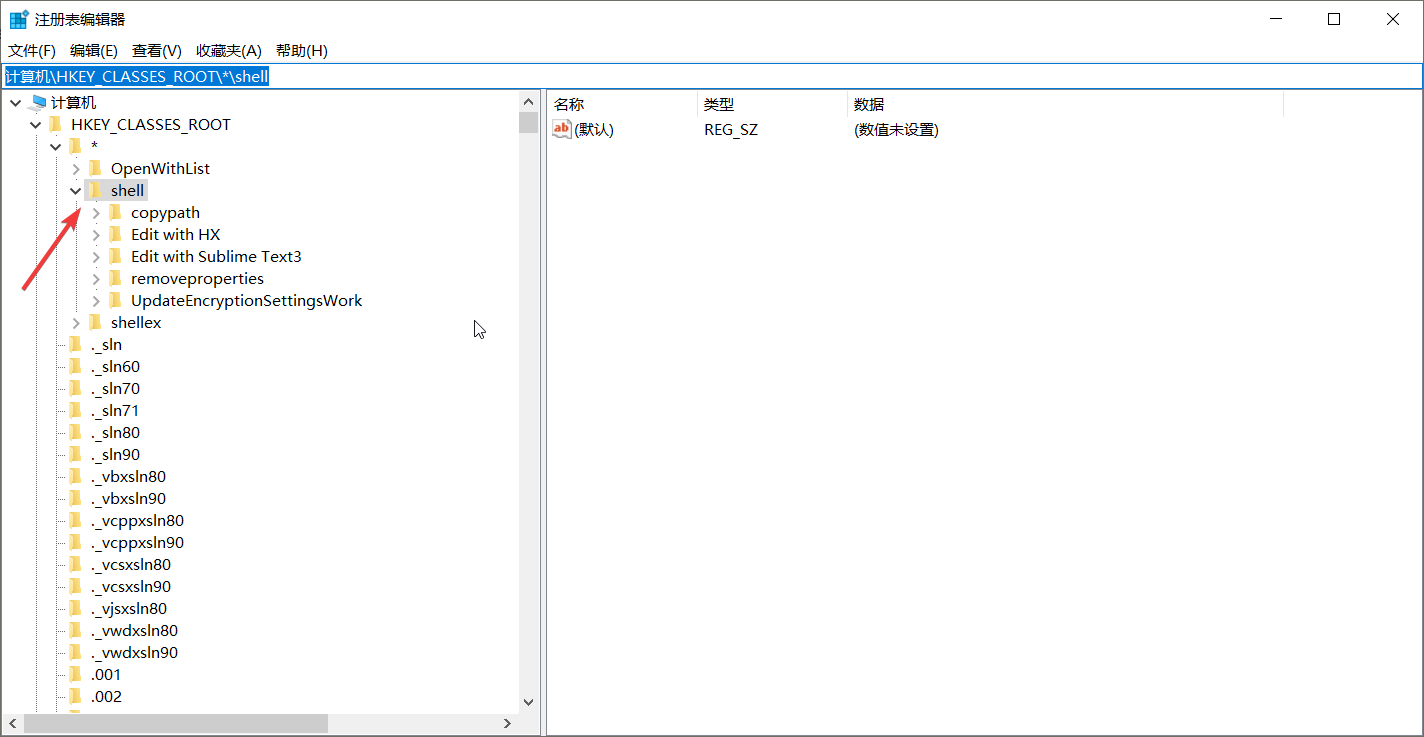 注册表编辑器
文件(F) 编辑(E) 查看(V) 收藏夹(A) 帮助(H)
计算机\HKEY_CLASSES_ROOT\*\shell
计算机
HKEY_CLASSES_ROOT
*
OpenWithList
shell
copypath
Edit with HX
Edit with Sublime Text3
removeproperties
UpdateEncryptionSettingsWork
shellex
._sln
._sln60
._sln70
._sln71
._sln80
._sln90
._vbxsln80
._vbxsln90
._vcppxsln80
._vcppxsln90
._vcsxsln80
._vcsxsln90
._vjsxsln80
._vwdxsln80
._vwdxsln90
.001
.002
名称 类型 数据
ab (默认) REG_SZ (数值未设置)